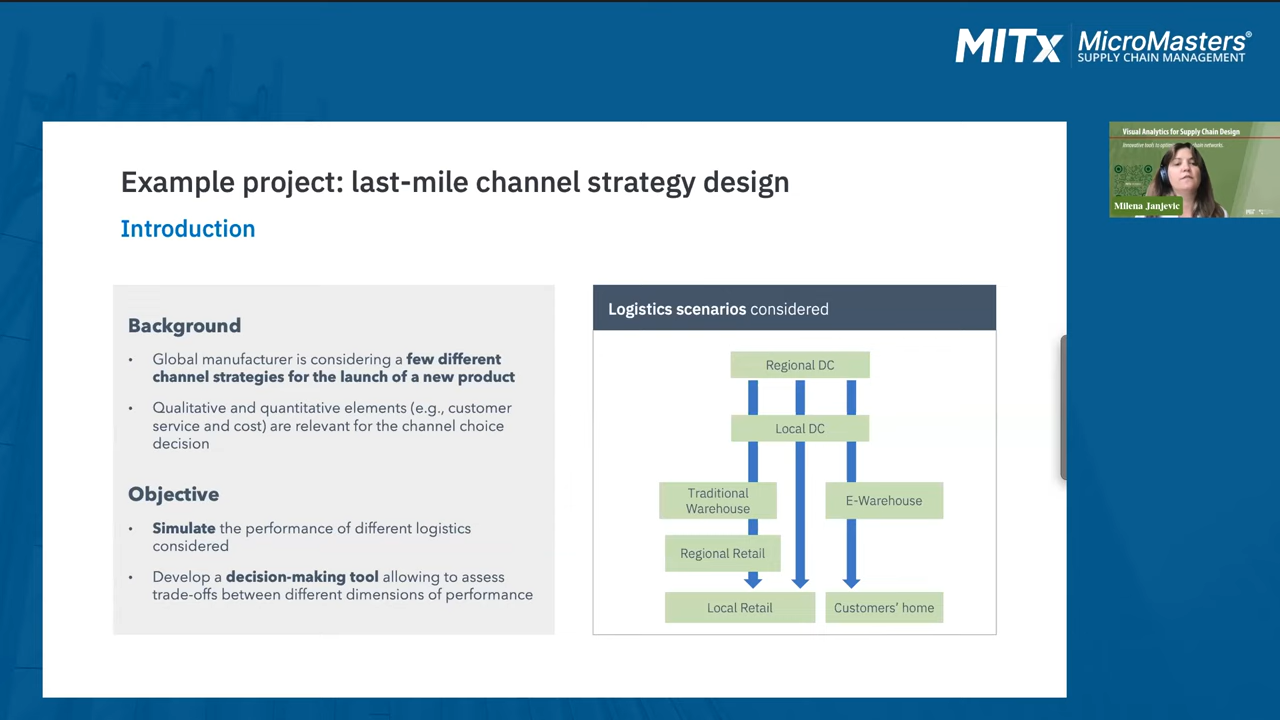 MITx
MicroMasters®
SUPPLY CHAIN MANAGEMENT
Visual Analytics for Supply Chain Design
Milena Janjevic
Example project: last-mile channel strategy design
Introduction
Background
• Global manufacturer is considering a few different
channel strategies for the launch of a new product
• Qualitative and quantitative elements (e.g., customer
service and cost) are relevant for the channel choice
decision
Objective
• Simulate the performance of different logistics
considered
• Develop a decision-making tool allowing to assess
trade-offs between different dimensions of performance
Logistics scenarios considered
Regional DC
Local DC
Traditional
Warehouse
E-Warehouse
Regional Retail
Local Retail
Customers’ home